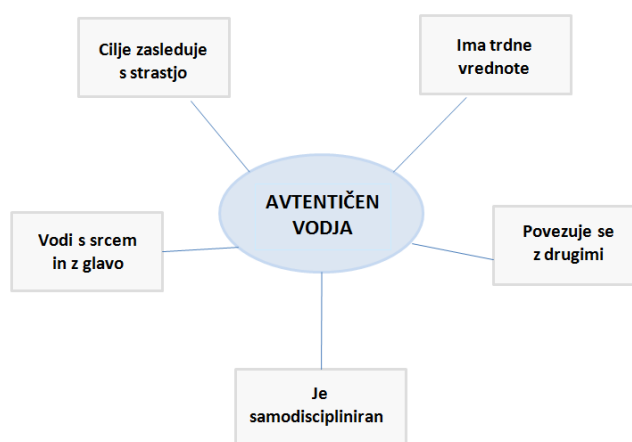 Cilje zasleduje
s strastjo
Ima trdne
vrednote
AVTENTIČEN
VODJA
Vodi s srcem
in z glavo
Povezuje se
z drugimi
Je
samodiscipliniran